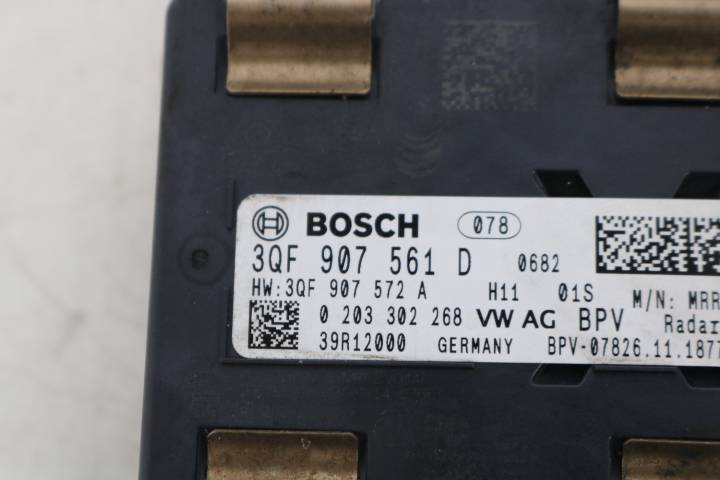 BOSCH 078
3QF 907 561 D 0682
HW:3QF 907 572 A H11 01S M/N: MRR
0 203 302 268 VW AG BPV Radar
39R12000 GERMANY BPV-07826.11.1877